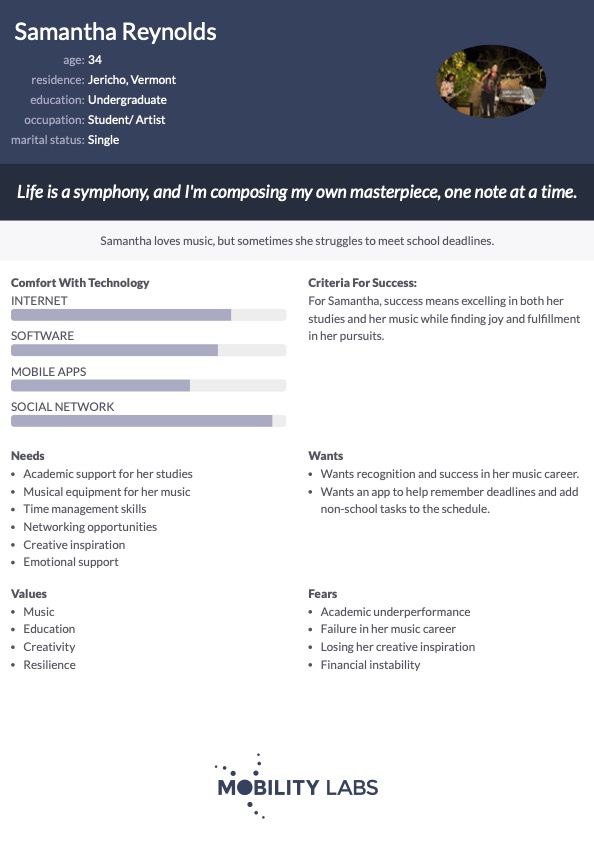 Samantha Reynolds
age: 34
residence: Jericho, Vermont
education: Undergraduate
occupation: Student/ Artist
marital status: Single
Life is a symphony, and I'm composing my own masterpiece, one note at a time.
Samantha loves music, but sometimes she struggles to meet school deadlines.
Comfort With Technology
INTERNET
SOFTWARE
MOBILE APPS
SOCIAL NETWORK
Criteria For Success:
For Samantha, success means excelling in both her
studies and her music while finding joy and fulfillment
in her pursuits.
Needs
• Academic support for her studies
• Musical equipment for her music
• Time management skills
• Networking opportunities
• Creative inspiration
• Emotional support
Wants
• Wants recognition and success in her music career.
• Wants an app to help remember deadlines and add
non-school tasks to the schedule.
Values
• Music
• Education
• Creativity
• Resilience
Fears
• Academic underperformance
• Failure in her music career
• Losing her creative inspiration
• Financial instability
MOBILITY LABS